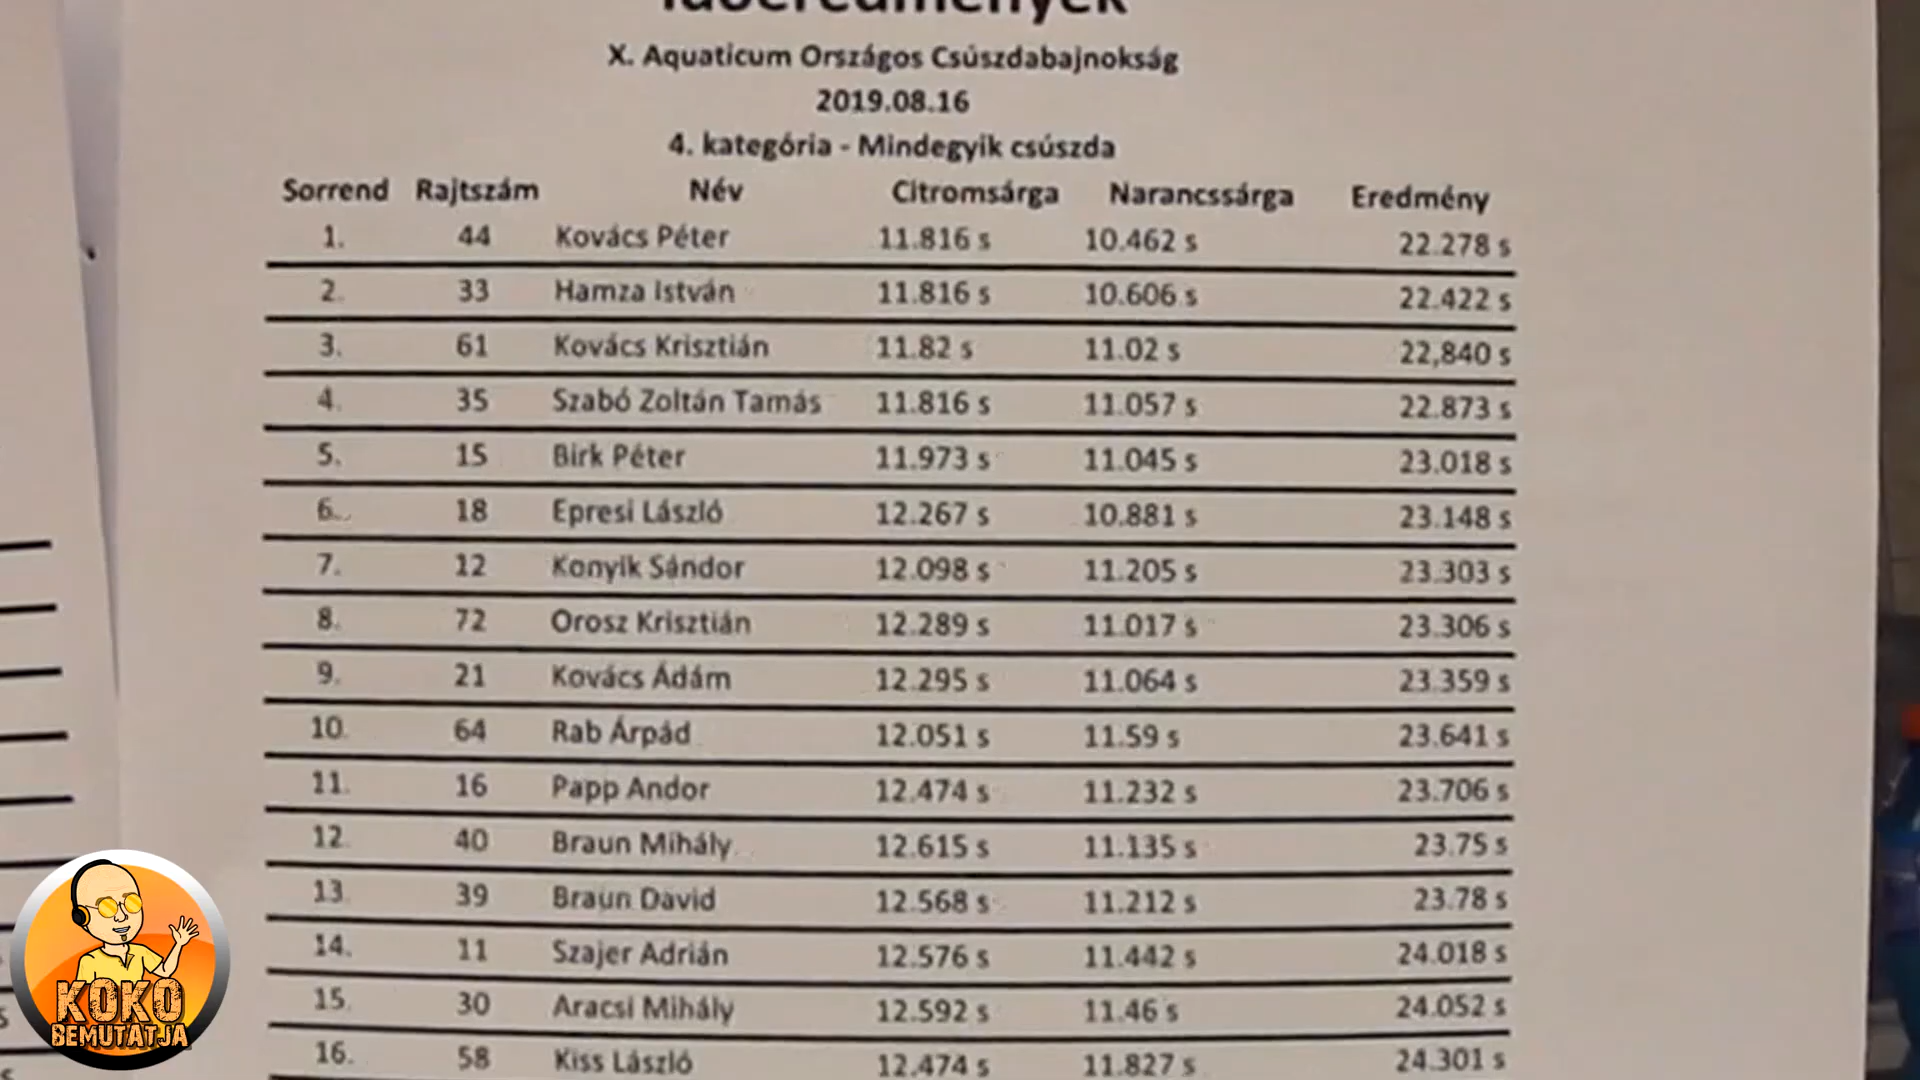 Időeredmények
X. Aquaticum Országos Csúszdabajnokság
2019.08.16
4. kategória - Mindegyik csúszda
Sorrend Rajtszám Név Citromsárga Narancssárga Eredmény
1. 44 Kovács Péter 11.816 s 10.462 s 22.278 s
2. 33 Hamza István 11.816 s 10.606 s 22.422 s
3. 61 Kovács Krisztián 11.82 s 11.02 s 22,840 s
4. 35 Szabó Zoltán Tamás 11.816 s 11.057 s 22.873 s
5. 15 Birk Péter 11.973 s 11.045 s 23.018 s
6. 18 Epresi László 12.267 s 10.881 s 23.148 s
7. 12 Konyik Sándor 12.098 s 11.205 s 23.303 s
8. 72 Orosz Krisztián 12.289 s 11.017 s 23.306 s
9. 21 Kovács Ádám 12.295 s 11.064 s 23.359 s
10. 64 Rab Árpád 12.051 s 11.59 s 23.641 s
11. 16 Papp Andor 12.474 s 11.232 s 23.706 s
12. 40 Braun Mihály 12.615 s 11.135 s 23.75 s
13. 39 Braun Dávid 12.568 s 11.212 s 23.78 s
14. 11 Szajer Adrián 12.576 s 11.442 s 24.018 s
15. 30 Aracsi Mihály 12.592 s 11.46 s 24.052 s
16. 58 Kiss László 12.474 s 11.827 s 24.301 s
KOKO
BEMUTATJA